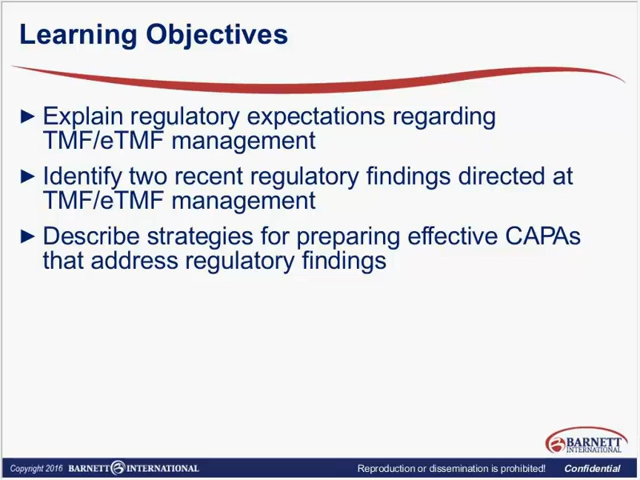 Learning Objectives
► Explain regulatory expectations regarding
TMF/eTMF management
► Identify two recent regulatory findings directed at
TMF/eTMF management
► Describe strategies for preparing effective CAPAs
that address regulatory findings
BARNETT
INTERNATIONAL
Copyright 2016 BARNETT INTERNATIONAL Reproduction or dissemination is prohibited! Confidential